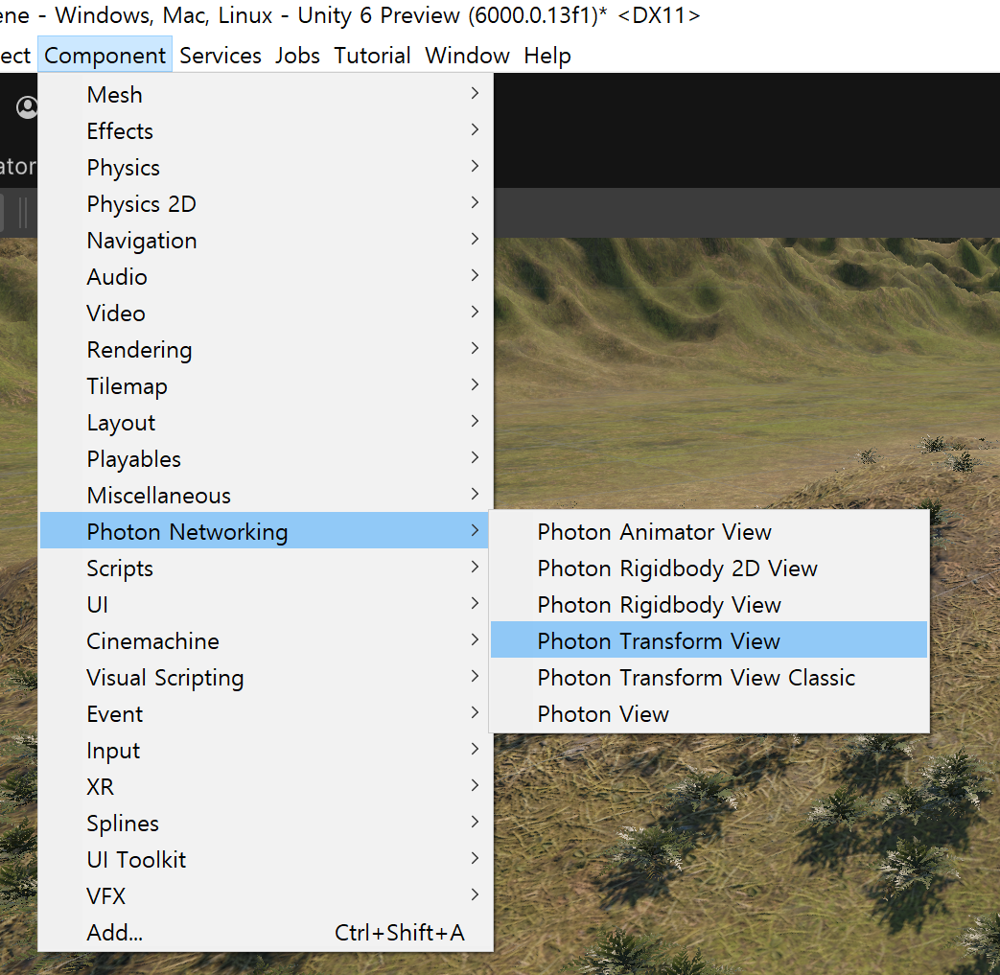 ene - Windows, Mac, Linux - Unity 6 Preview (6000.0.13f1)* <DX11>
ect Component Services Jobs Tutorial Window Help
Mesh
Effects
Physics
ator
Physics 2D
Navigation
Audio
Video
Rendering
Tilemap
Layout
Playables
Miscellaneous
Photon Networking
Photon Animator View
Scripts
Photon Rigidbody 2D View
UI
Photon Rigidbody View
Cinemachine
Photon Transform View
Visual Scripting
Photon Transform View Classic
Event
Photon View
Input
XR
Splines
UI Toolkit
VFX
Add... Ctrl+Shift+A